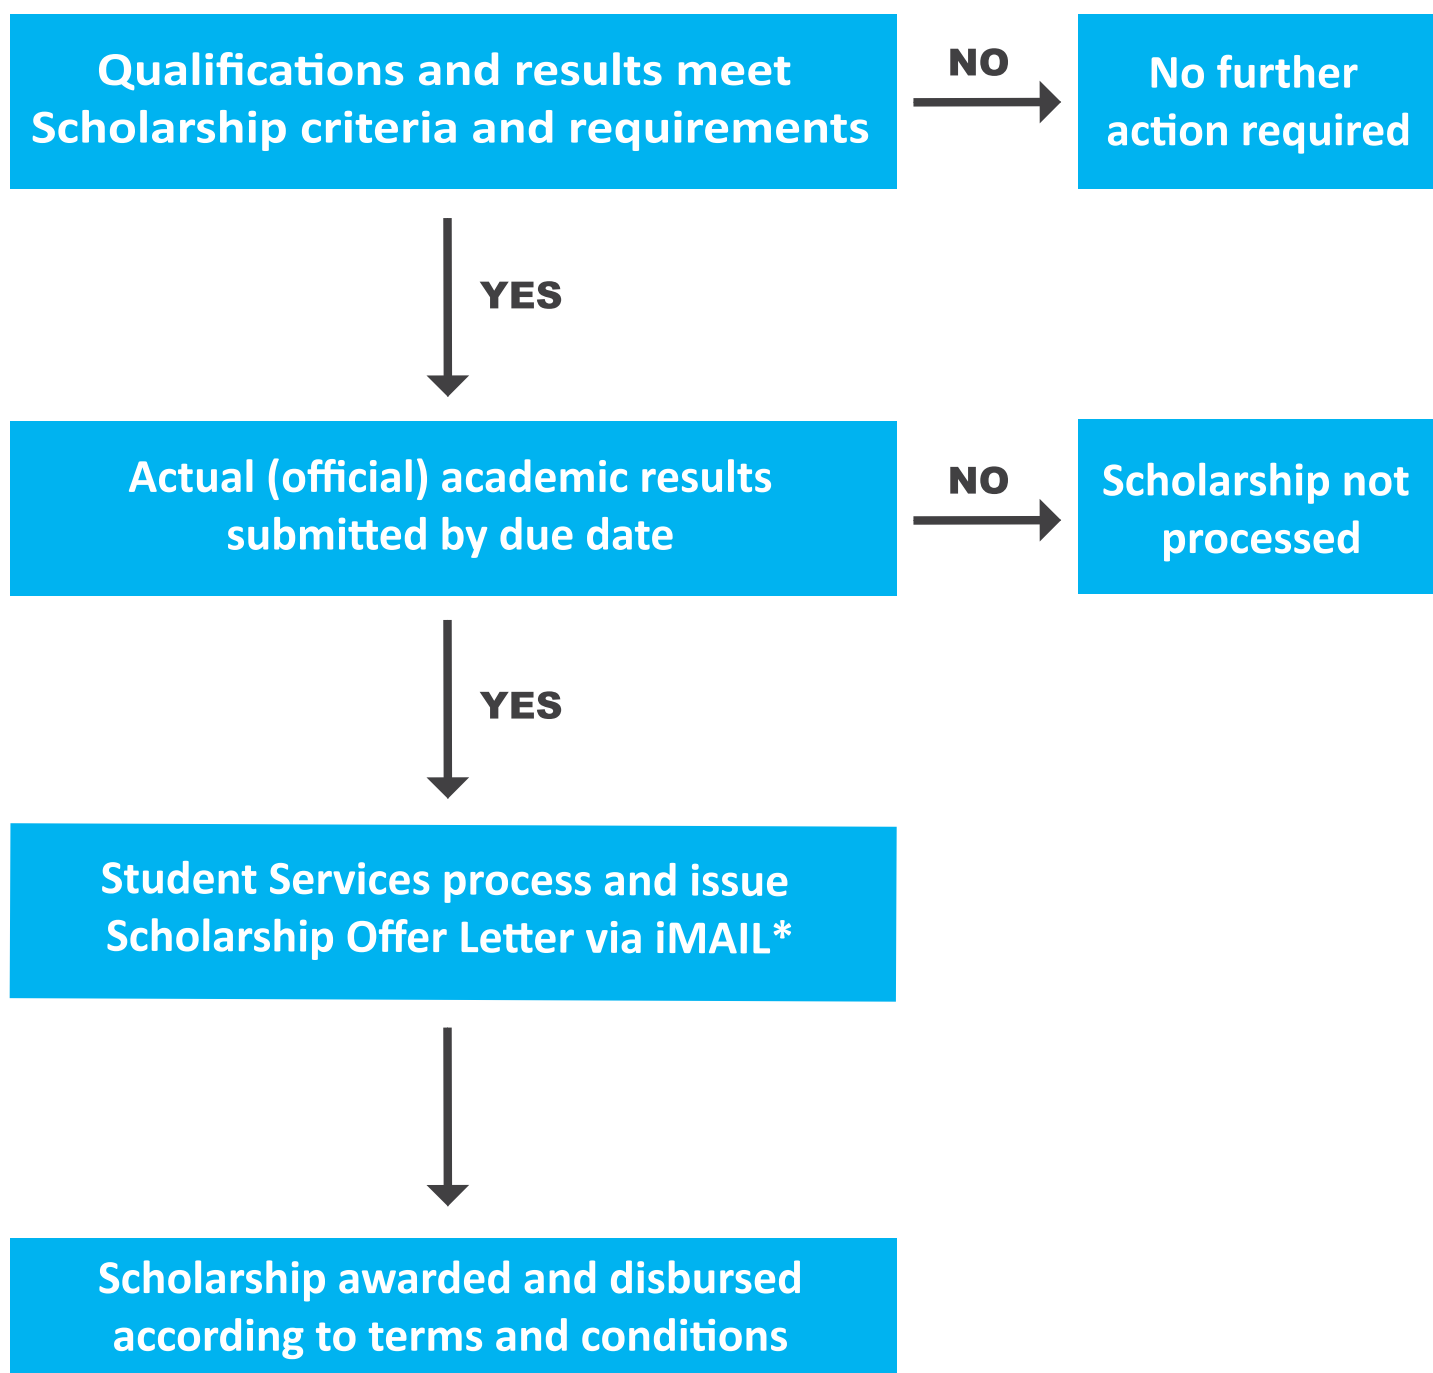 Qualifications and results meet
Scholarship criteria and requirements
NO
No further
action required
YES
Actual (official) academic results
submitted by due date
NO
Scholarship not
processed
YES
Student Services process and issue
Scholarship Offer Letter via iMAIL*
Scholarship awarded and disbursed
according to terms and conditions